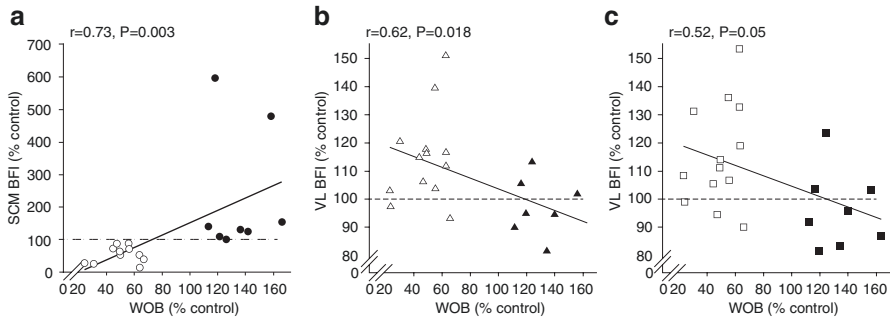 a
r=0.73, P=0.003
SCM BFI (% control)
700
600
500
400
300
200
100
0
0 20 40 60 80 100 120 140 160
WOB (% control)
b
r=0.62, P=0.018
VL BFI (% control)
150
140
130
120
110
100
90
80
0
0 20 40 60 80 100 120 140 160
WOB (% control)
c
r=0.52, P=0.05
VL BFI (% control)
150
140
130
120
110
100
90
80
0
0 20 40 60 80 100 120 140 160
WOB (% control)